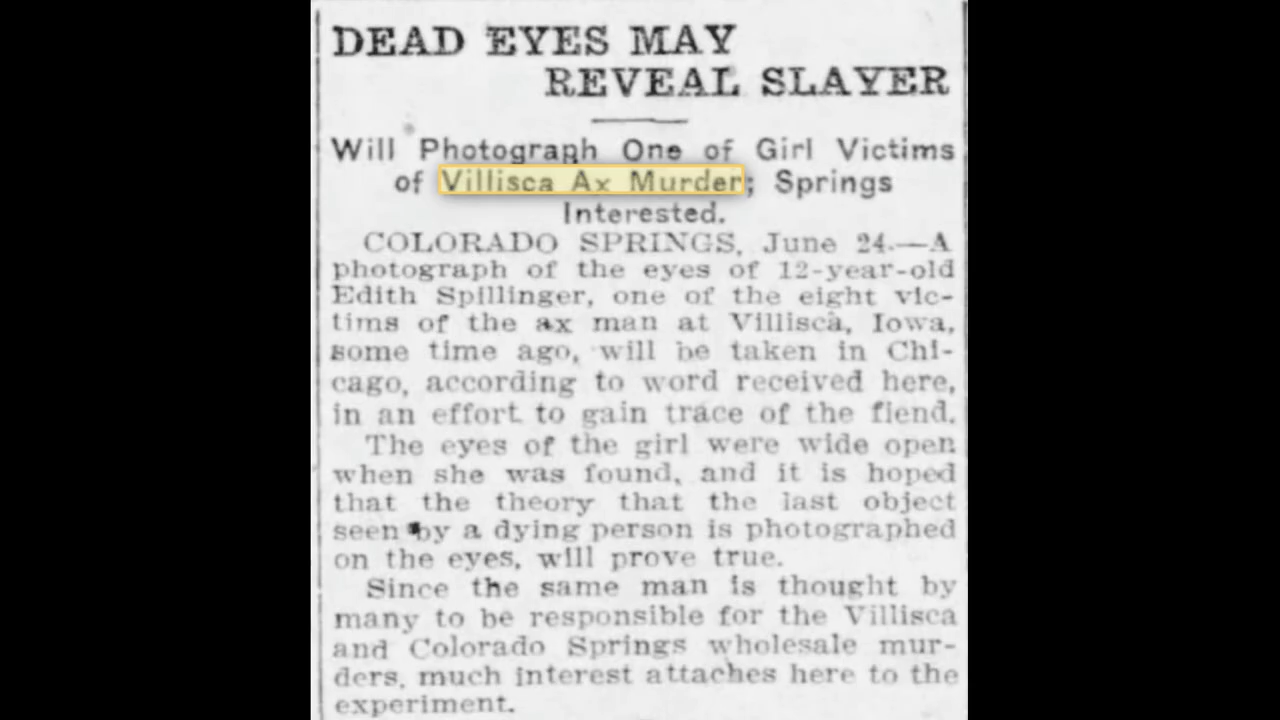 DEAD EYES MAY
REVEAL SLAYER
Will Photograph One of Girl Victims
of Villisca Ax Murder; Springs
Interested.
COLORADO SPRINGS, June 24.—A
photograph of the eyes of 12-year-old
Edith Spillinger, one of the eight vic-
tims of the ax man at Villisca, Iowa,
some time ago, will be taken in Chi-
cago, according to word received here,
in an effort to gain trace of the fiend.
The eyes of the girl were wide open
when she was found, and it is hoped
that the theory that the last object
seen by a dying person is photographed
on the eyes, will prove true.
Since the same man is thought by
many to be responsible for the Villisca
and Colorado Springs wholesale mur-
ders, much interest attaches here to the
experiment.